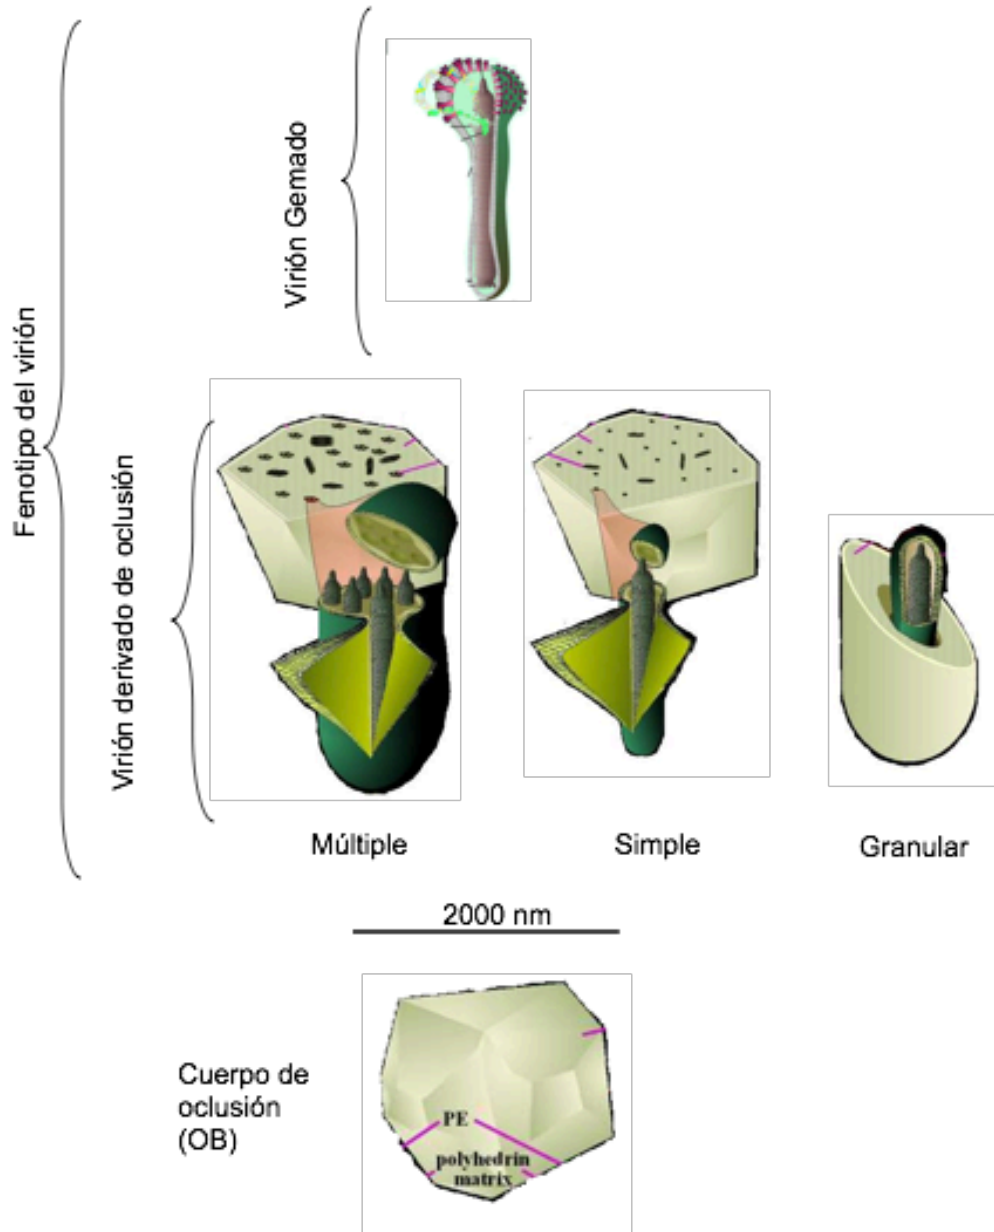 Fenotipo del virión
Virión Gemado
Virión derivado de oclusión
Múltiple
Simple
Granular
2000 nm
Cuerpo de
oclusión
(OB)
PE
polyhedrin
matrix